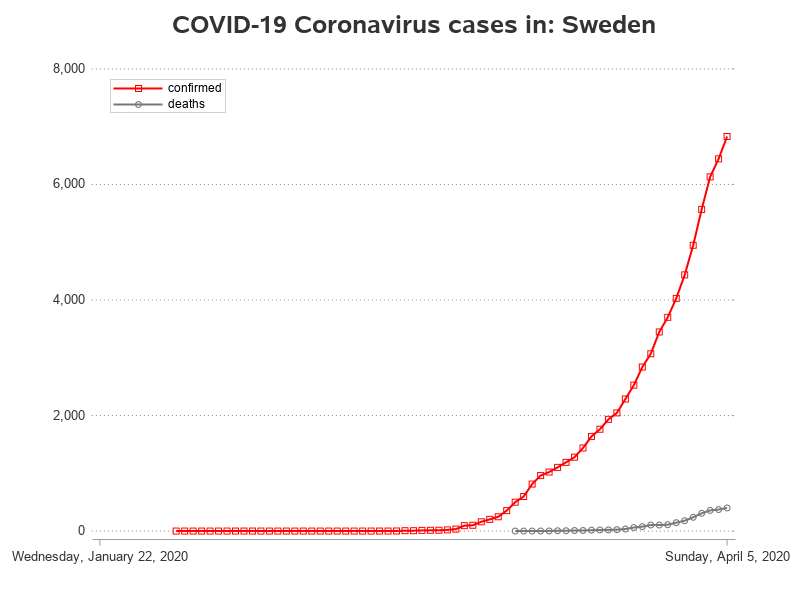 COVID-19 Coronavirus cases in: Sweden
8,000
confirmed
deaths
6,000
4,000
2,000
0
Wednesday, January 22, 2020
Sunday, April 5, 2020